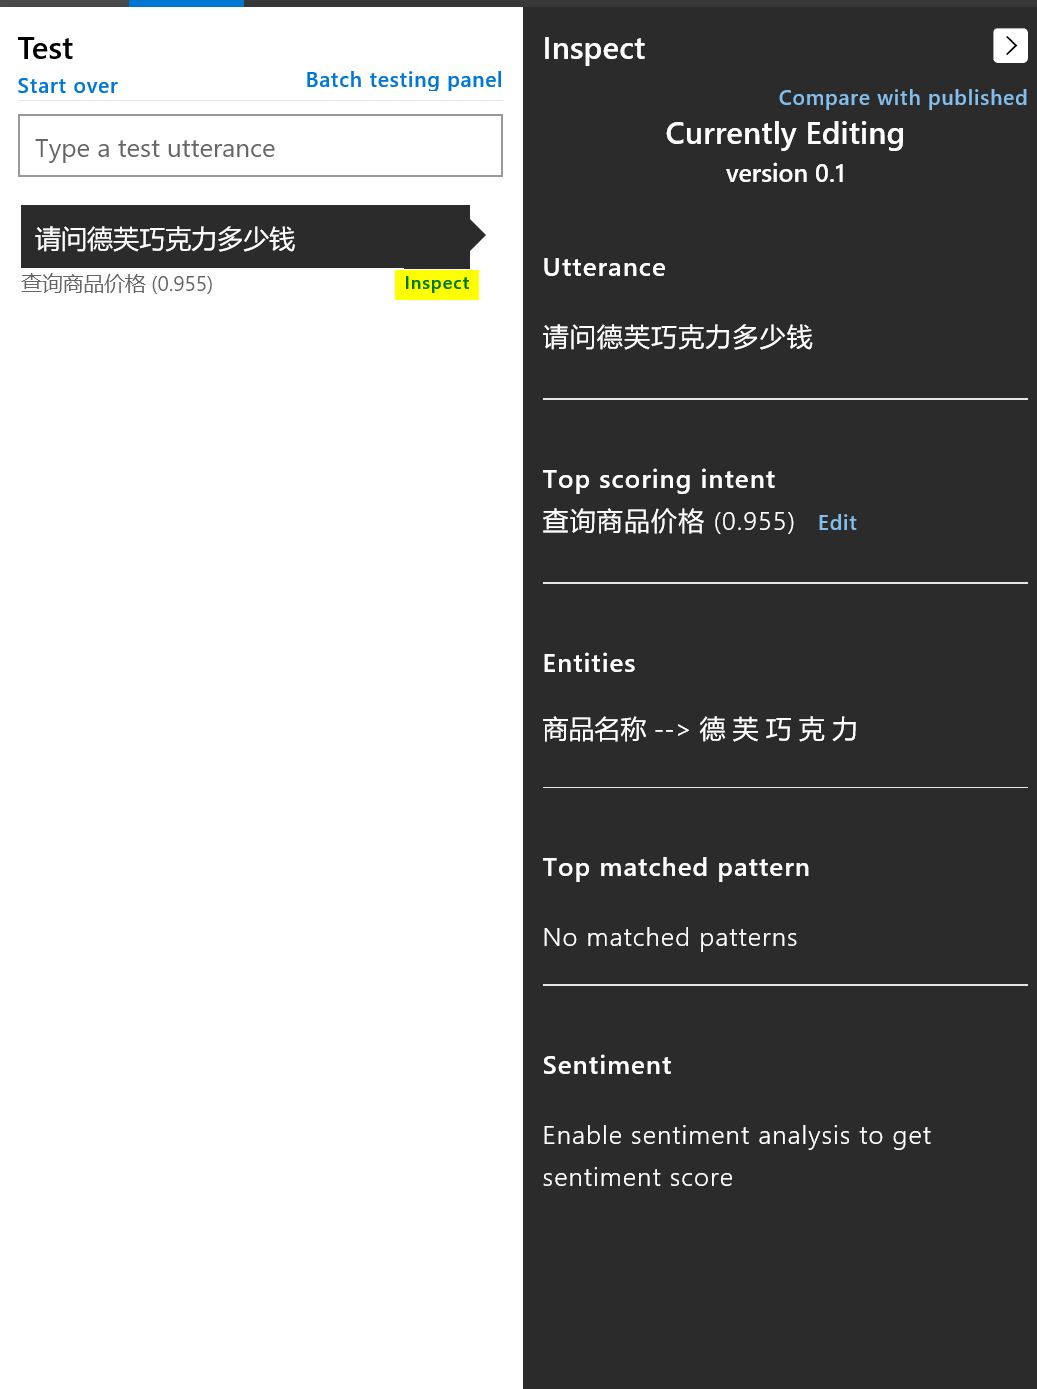 Test
Start over
Batch testing panel
Type a test utterance
请问德芙巧克力多少钱
查询商品价格 (0.955)
Inspect
Inspect
Compare with published
Currently Editing
version 0.1
Utterance
请问德芙巧克力多少钱
Top scoring intent
查询商品价格 (0.955) Edit
Entities
商品名称 --> 德 芙 巧 克 力
Top matched pattern
No matched patterns
Sentiment
Enable sentiment analysis to get
sentiment score